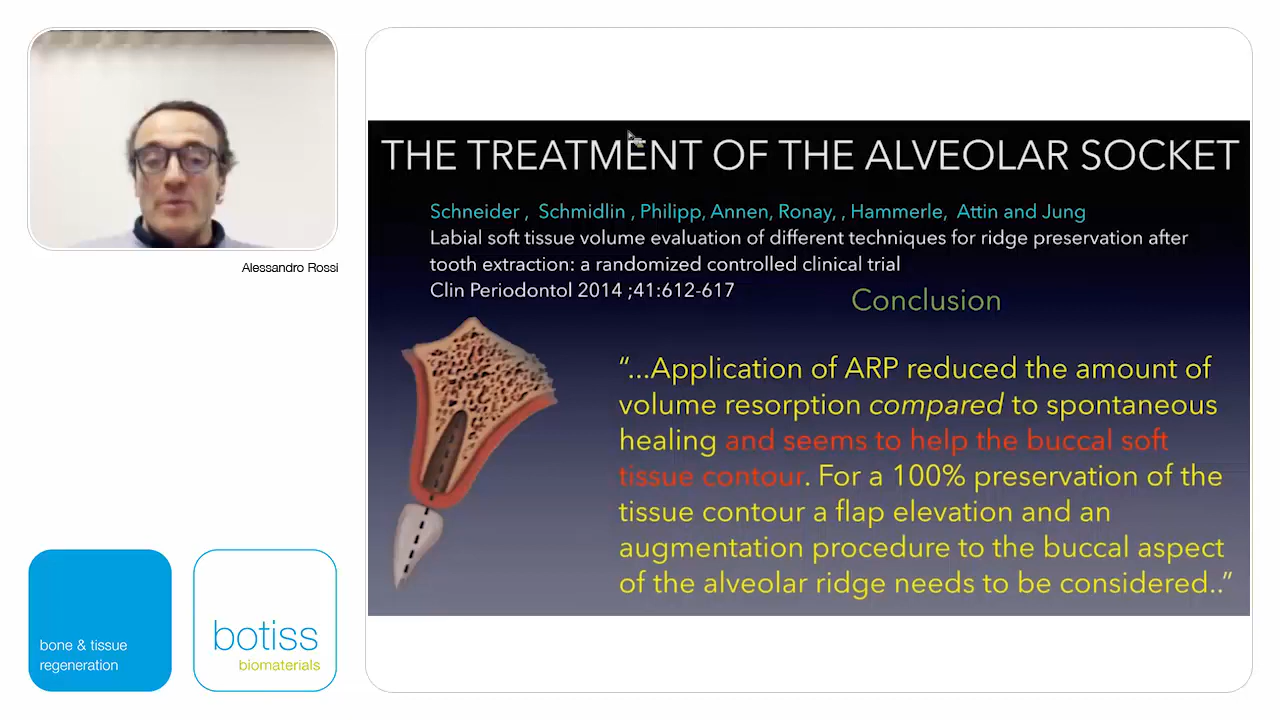 Alessandro Rossi
THE TREATMENT OF THE ALVEOLAR SOCKET
Schneider , Schmidlin , Philipp, Annen, Ronay, , Hammerle, Attin and Jung
Labial soft tissue volume evaluation of different techniques for ridge preservation after
tooth extraction: a randomized controlled clinical trial
Clin Periodontol 2014 ;41:612-617
Conclusion
“...Application of ARP reduced the amount of
volume resorption compared to spontaneous
healing and seems to help the buccal soft
tissue contour. For a 100% preservation of the
tissue contour a flap elevation and an
augmentation procedure to the buccal aspect
of the alveolar ridge needs to be considered..”
bone & tissue
regeneration
botiss
biomaterials